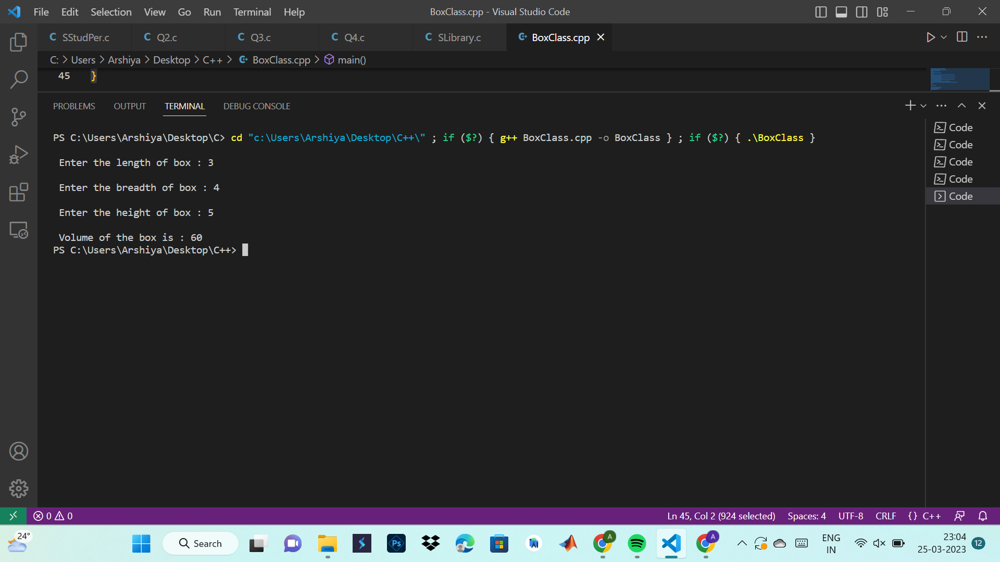 File Edit Selection View Go Run Terminal Help BoxClass.cpp - Visual Studio Code
C SStudPer.c C Q2.c C Q3.c C Q4.c C SLibrary.c BoxClass.cpp
C: > Users > Arshiya > Desktop > C++ > BoxClass.cpp > main()
45 }
PROBLEMS OUTPUT TERMINAL DEBUG CONSOLE
PS C:\Users\Arshiya\Desktop\C> cd "c:\Users\Arshiya\Desktop\C++\" ; if ($?) { g++ BoxClass.cpp -o BoxClass } ; if ($?) { .\BoxClass }
Enter the length of box : 3
Enter the breadth of box : 4
Enter the height of box : 5
Volume of the box is : 60
PS C:\Users\Arshiya\Desktop\C++>
Code
Code
Code
Code
Code
0 0 Ln 45, Col 2 (924 selected) Spaces: 4 UTF-8 CRLF {} C++
24° Search Ps A A ENG 23:04 12
IN 25-03-2023